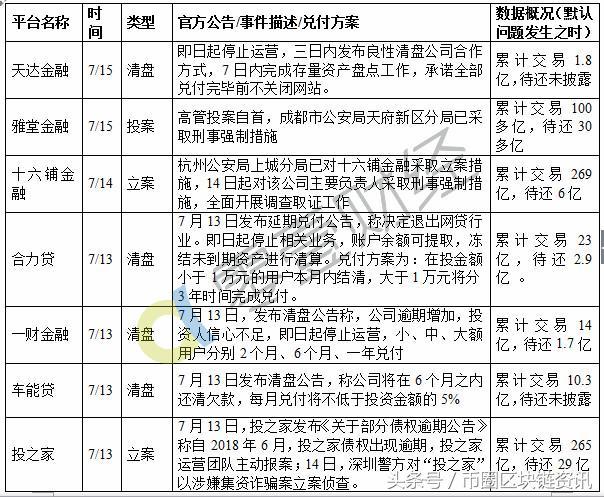 平台名称 时间 类型 官方公告/事件描述/兑付方案 数据概况(默认问题发生之时)
天达金融 7/15 清盘 即日起停止运营，三日内发布良性清盘公司合作
方式，7 日内完成存量资产盘点工作，承诺全部
兑付完毕前不关闭网站。
累计交易 1.8
亿，待还未披露
雅堂金融 7/15 投案 高管投案自首，成都市公安局天府新区分局已采
取刑事强制措施
累计交易 100
多亿，待还 30
多亿
十六铺金融 7/14 立案 杭州公安局上城分局已对十六铺金融采取立案措
施，14 日起对该公司主要负责人采取刑事强制措
施，全面开展调查取证工作
累计交易 269
亿，待还 6 亿
合力贷 7/13 清盘 7 月 13 日发布延期兑付公告，称决定退出网贷行
业。即日起停止相关业务，账户余额可提取，冻
结未到期资产进行清算。兑付方案为：在投金额
小于 1 万元的用户本月内结清，大于 1 万元将分
3 年时间完成兑付。
累计交易 23
亿，待还 2.9
亿。
一财金融 7/13 清盘 7 月 13 日，发布清盘公告称，公司逾期增加，投
资人信心不足，即日起停止运营，小、中、大额
用户分别 2 个月、6 个月、一年兑付
累计交易 14
亿，待还 1.7 亿
车能贷 7/13 清盘 7 月 13 日发布清盘公告，称公司将在 6 个月之内
还清欠款，每月兑付将不低于投资金额的 5%
累计交易 10.3
亿，待还未披露
投之家 7/13 立案 7 月 13 日，投之家发布《关于部分债权逾期公告》
称自 2018 年 6 月，投之家债权出现逾期，投之家
运营团队主动报案；14 日，深圳警方对“投之家”
以涉嫌集资诈骗案立案侦查。
累计交易 265
亿，待还 29 亿
零壹财经
头条号 / 币圈区块链资讯